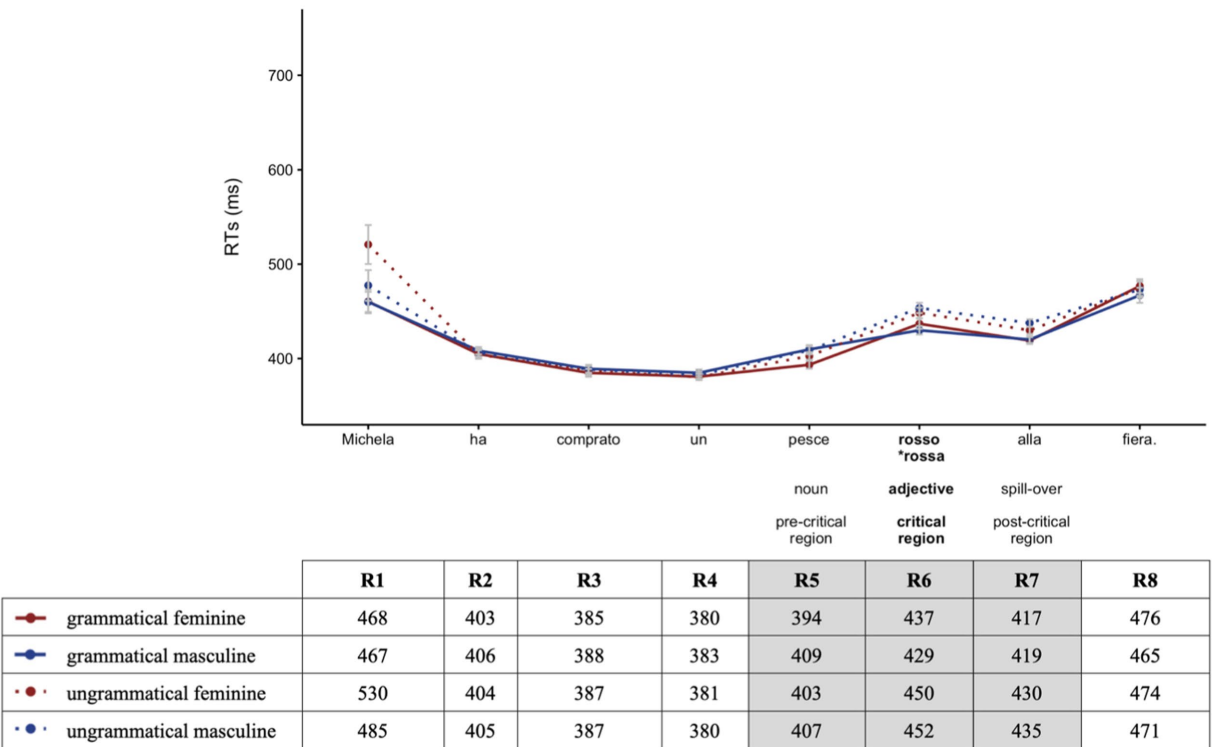 700
600
500
400
RTs (ms)
Michela ha comprato un pesce rosso alla fiera.
*rossa
noun adjective spill-over
pre-critical critical post-critical
region region region
R1 R2 R3 R4 R5 R6 R7 R8
grammatical feminine 468 403 385 380 394 437 417 476
grammatical masculine 467 406 388 383 409 429 419 465
ungrammatical feminine 530 404 387 381 403 450 430 474
ungrammatical masculine 485 405 387 380 407 452 435 471